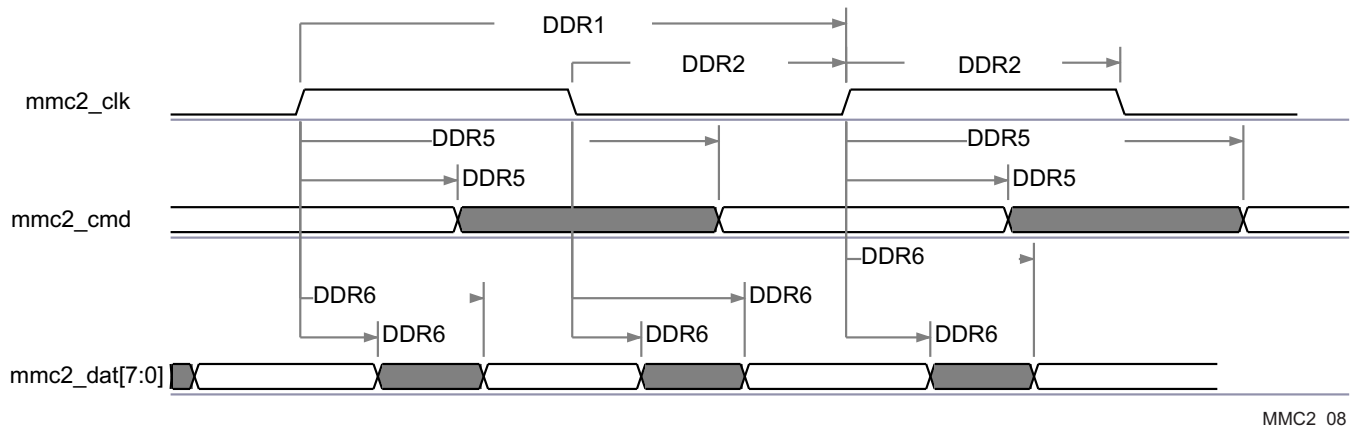 DDR1
DDR2 DDR2
mmc2_clk
DDR5 DDR5
DDR5 DDR5
mmc2_cmd
DDR6
DDR6 DDR6
DDR6 DDR6 DDR6
mmc2_dat[7:0]
MMC2_08